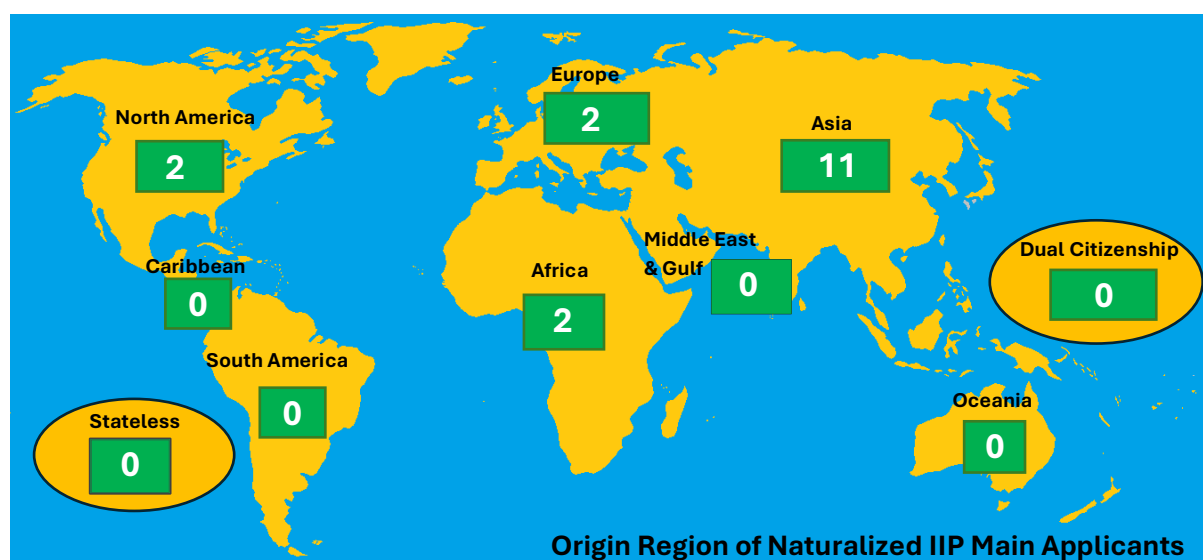 Europe
2
North America
2
Asia
11
Middle East
& Gulf
0
Caribbean
0
Africa
2
Dual Citizenship
0
South America
0
Oceania
0
Stateless
0
Origin Region of Naturalized IIP Main Applicants